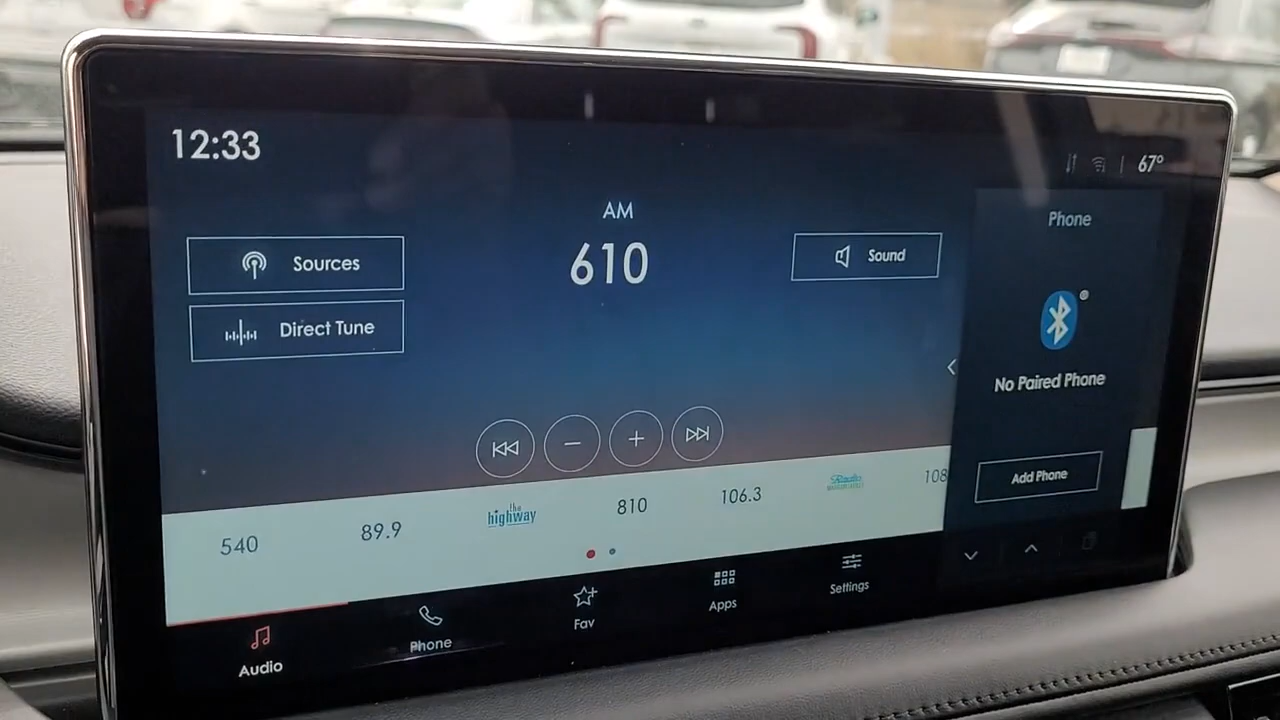 12:33
67°
AM
Phone
610
Sources
Sound
Direct Tune
No Paired Phone
Add Phone
540
89.9
the
highway
810
106.3
Radio
108
Audio
Phone
Fav
Apps
Settings